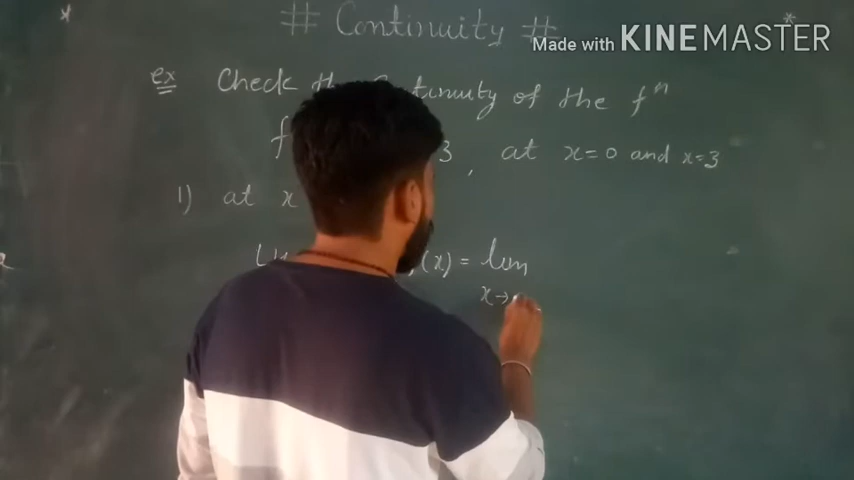 * # Continuity # *
Made with KINEMASTER
ex Check the Continuity of the fⁿ
f 3 , at x=0 and x=3
1) at x
(x) = lim
x→